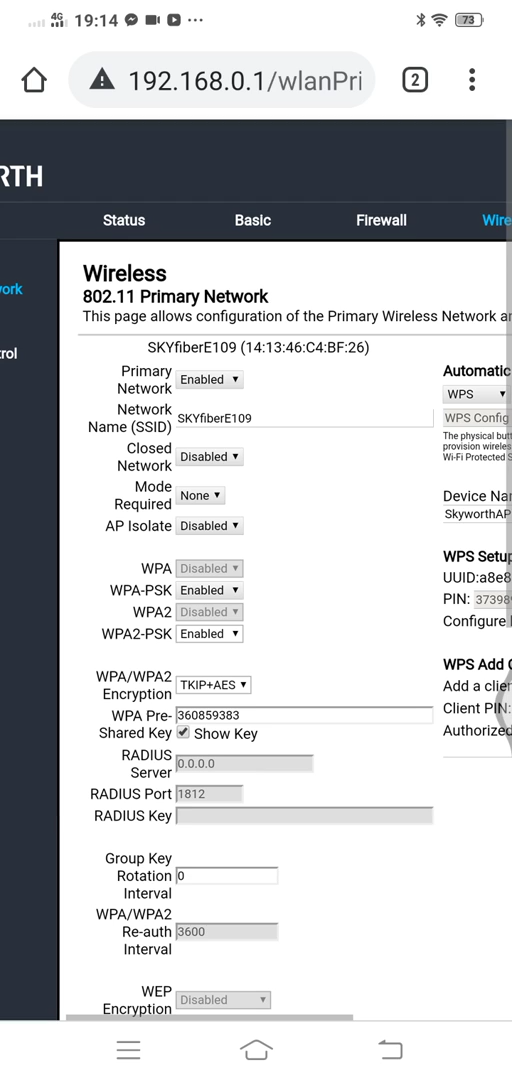 4G 19:14 ··· 73
192.168.0.1/wlanPri 2
RTH
Status Basic Firewall Wire
ork
rol
Wireless
802.11 Primary Network
This page allows configuration of the Primary Wireless Network ar
SKYfiberE109 (14:13:46:C4:BF:26)
Primary Network Enabled
Network Name (SSID) SKYfiberE109
Closed Network Disabled
Mode Required None
AP Isolate Disabled
WPA Disabled
WPA-PSK Enabled
WPA2 Disabled
WPA2-PSK Enabled
WPA/WPA2 Encryption TKIP+AES
WPA Pre-Shared Key 360859383
Show Key
RADIUS Server 0.0.0.0
RADIUS Port 1812
RADIUS Key
Group Key Rotation Interval 0
WPA/WPA2 Re-auth Interval 3600
WEP Encryption Disabled
Automatic
WPS
WPS Config
The physical butt
provision wireles
Wi-Fi Protected S
Device Nar
SkyworthAP
WPS Setup
UUID:a8e8
PIN: 37398
Configure
WPS Add C
Add a clien
Client PIN:
Authorized